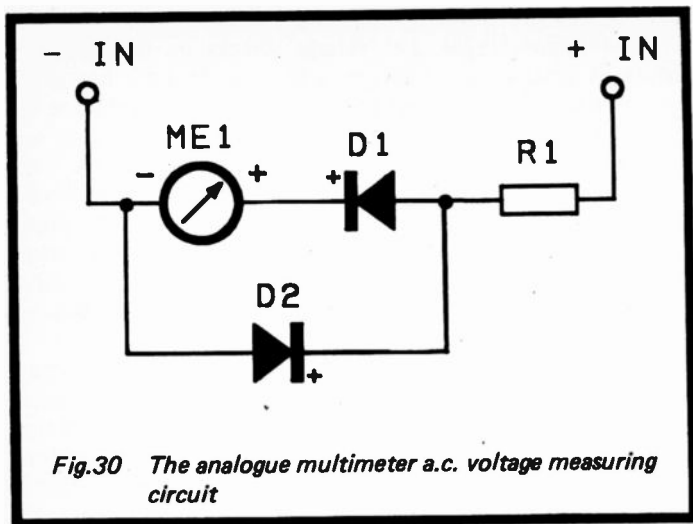 - IN
+ IN
ME1
D1
R1
- +
+
D2
+
Fig.30 The analogue multimeter a.c. voltage measuring
circuit